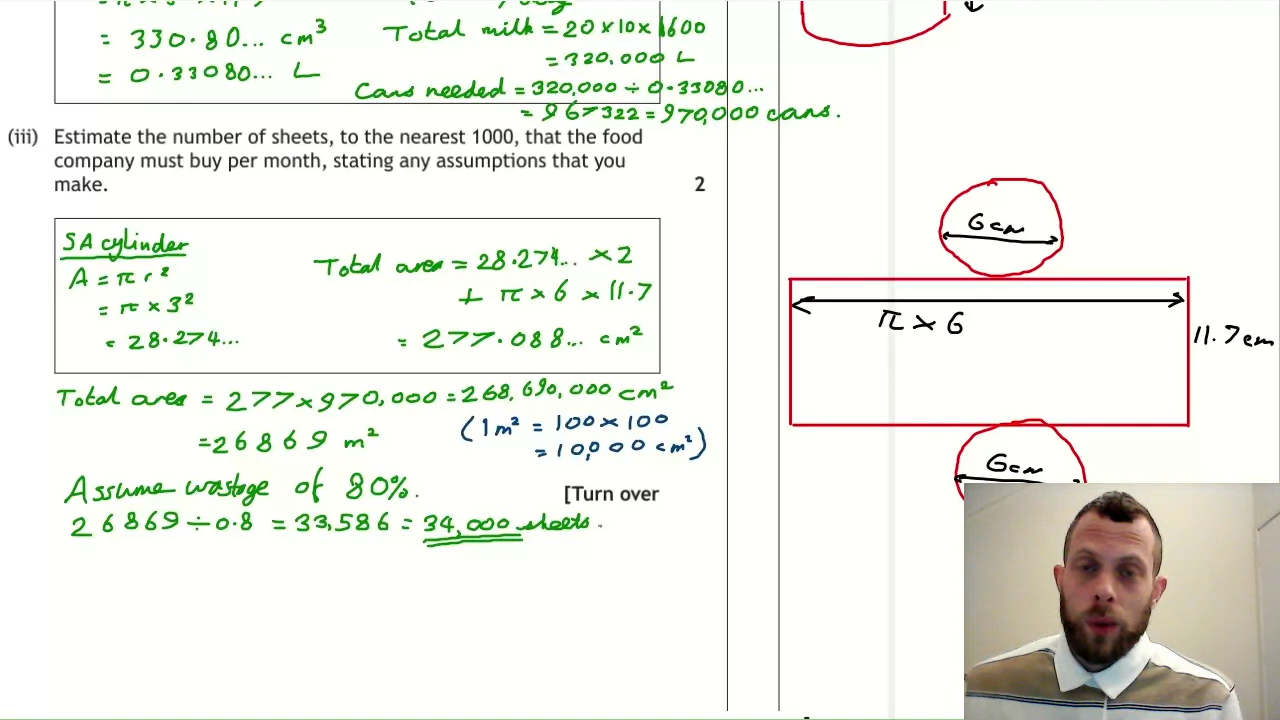 = 330.80... cm³
= 0.33080... L
Total milk = 20 × 10 × 1600
= 320,000 L
Cans needed = 320,000 ÷ 0.33080...
= 967322 = 970,000 cans.
(iii) Estimate the number of sheets, to the nearest 1000, that the food
company must buy per month, stating any assumptions that you
make.
2
SA cylinder
A = π r²
= π × 3²
= 28.274...
Total area = 28.274... × 2
+ π × 6 × 11.7
= 277.088... cm²
Total area = 277 × 970,000 = 268,690,000 cm²
= 26869 m²
(1m² = 100 × 100
= 10,000 cm²)
Assume wastage of 80%.
[Turn over
26869 ÷ 0.8 = 33,586 = 34,000 sheets.
6cm
π × 6
11.7cm
6cm